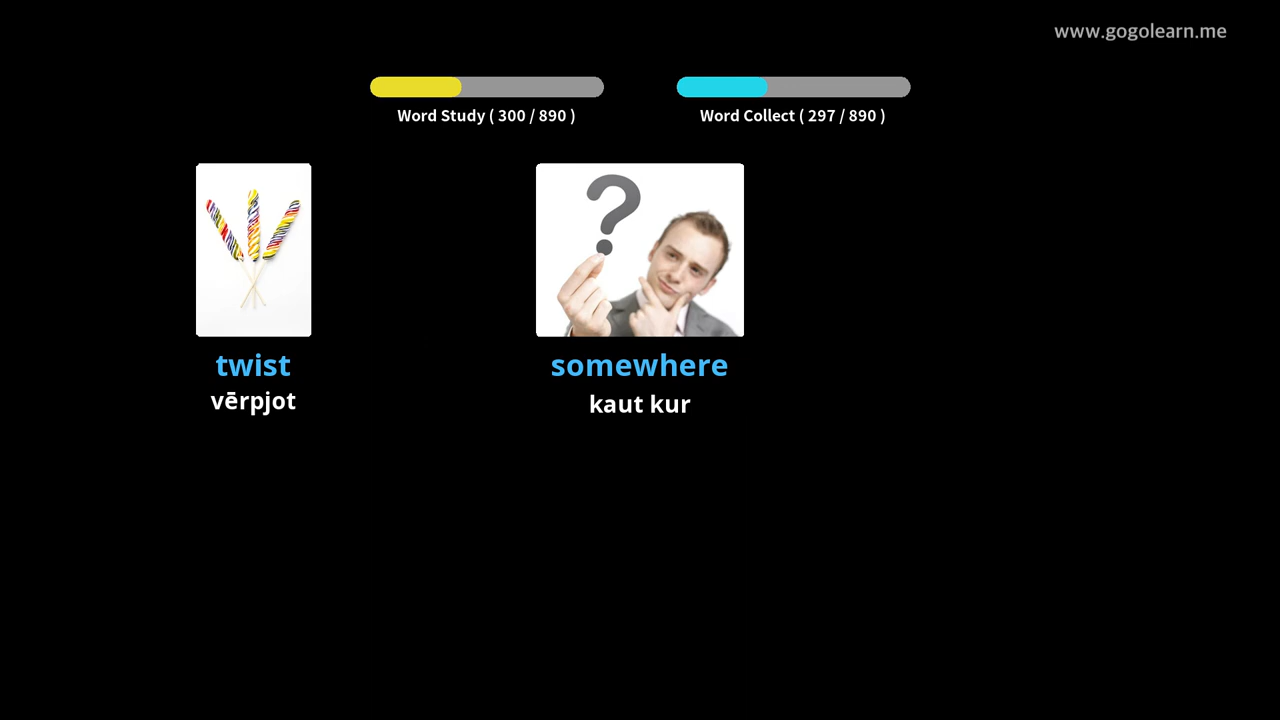 www.gogolearn.me
Word Study ( 300 / 890 )
Word Collect ( 297 / 890 )
twist
vērpjot
somewhere
kaut kur